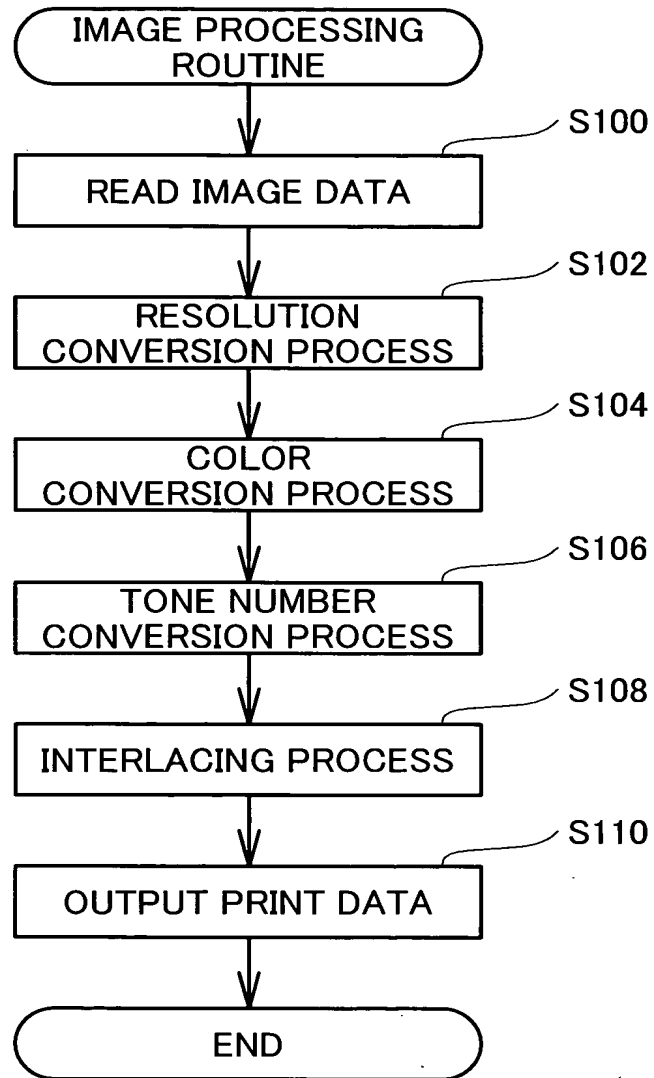 IMAGE PROCESSING
ROUTINE
S100
READ IMAGE DATA
S102
RESOLUTION
CONVERSION PROCESS
S104
COLOR
CONVERSION PROCESS
S106
TONE NUMBER
CONVERSION PROCESS
S108
INTERLACING PROCESS
S110
OUTPUT PRINT DATA
END